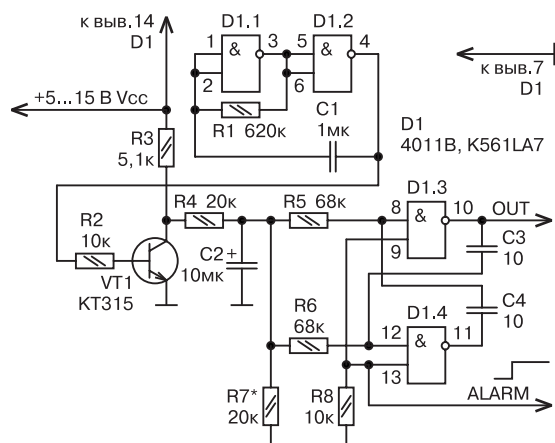 к выв.14
D1
D1.1
D1.2
1
2
&
3
5
6
&
4
к выв.7
D1
+5...15 В Vcc
R1 620к
C1
1мк
D1
4011B, K561LA7
R3
5,1к
R4 20к
R5 68к
D1.3
8
9
&
10
OUT
R2
10к
VT1
КТ315
C2
+
10мк
C3
10
R6
68к
D1.4
12
13
&
11
C4
10
R7*
20к
R8
10к
ALARM